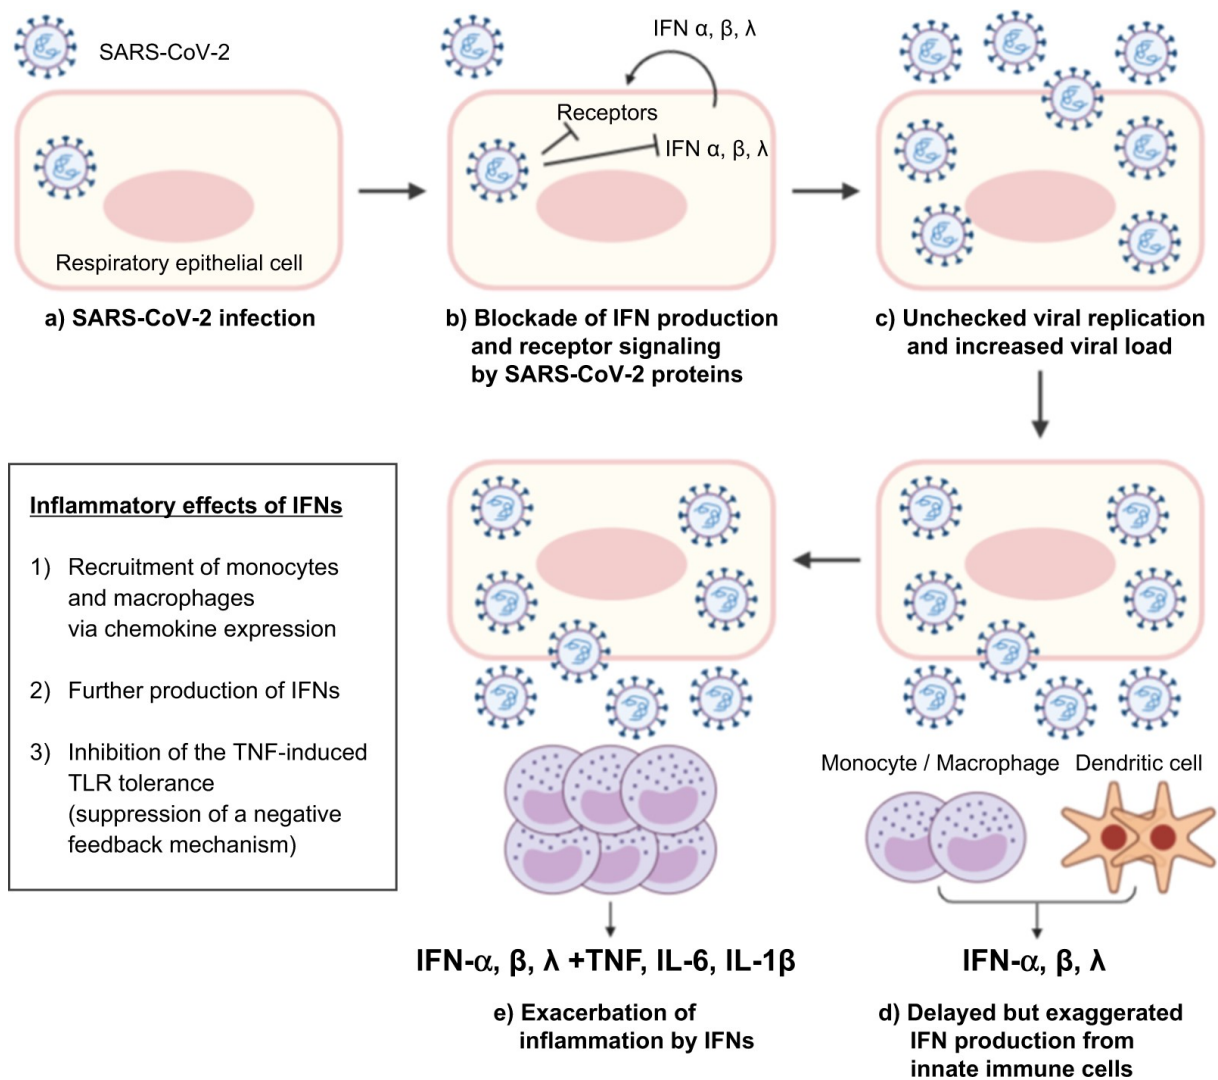 SARS-CoV-2
Respiratory epithelial cell
a) SARS-CoV-2 infection
IFN α, β, λ
Receptors
IFN α, β, λ
b) Blockade of IFN production
and receptor signaling
by SARS-CoV-2 proteins
c) Unchecked viral replication
and increased viral load
Monocyte / Macrophage
Dendritic cell
IFN-α, β, λ
d) Delayed but exaggerated
IFN production from
innate immune cells
IFN-α, β, λ +TNF, IL-6, IL-1β
e) Exacerbation of
inflammation by IFNs
Inflammatory effects of IFNs
1) Recruitment of monocytes
and macrophages
via chemokine expression
2) Further production of IFNs
3) Inhibition of the TNF-induced
TLR tolerance
(suppression of a negative
feedback mechanism)